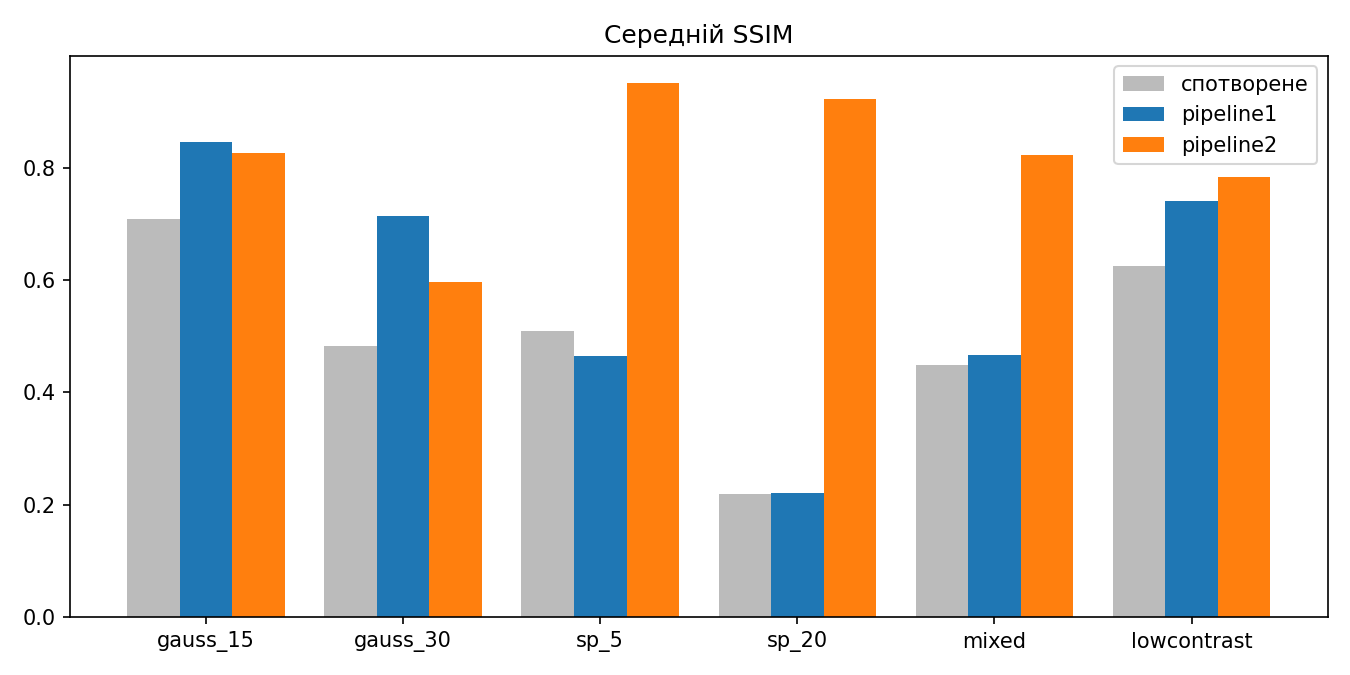 Середній SSIM
спотворене
pipeline1
pipeline2
0.8
0.6
0.4
0.2
0.0
gauss_15 gauss_30 sp_5 sp_20 mixed lowcontrast